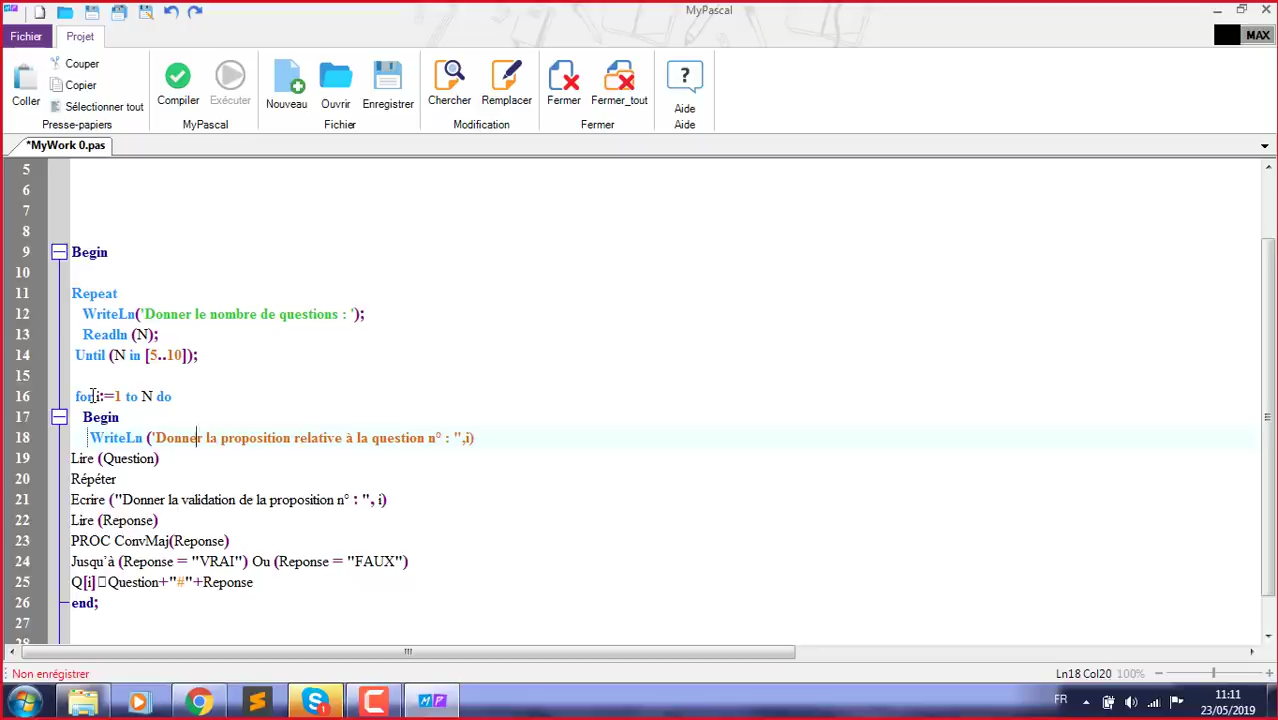 MyPascal
Fichier
Projet
MAX
Coller
Couper
Copier
Sélectionner tout
Presse-papiers
Compiler
Exécuter
MyPascal
Nouveau
Ouvrir
Enregistrer
Fichier
Chercher
Remplacer
Modification
Fermer
Fermer_tout
Fermer
?
Aide
Aide
*MyWork 0.pas
5
6
7
8
9 Begin
10
11 Repeat
12 WriteLn('Donner le nombre de questions : ');
13 Readln (N);
14 Until (N in [5..10]);
15
16 for i:=1 to N do
17 Begin
18 WriteLn ('Donner la proposition relative à la question n° : ",i)
19 Lire (Question)
20 Répéter
21 Ecrire ("Donner la validation de la proposition n° : ", i)
22 Lire (Reponse)
23 PROC ConvMaj(Reponse)
24 Jusqu'à (Reponse = "VRAI") Ou (Reponse = "FAUX")
25 Q[i]□Question+"#"+Reponse
26 end;
27
28
Non enrégistrer
Ln18 Col20 100%
FR
11:11
23/05/2019